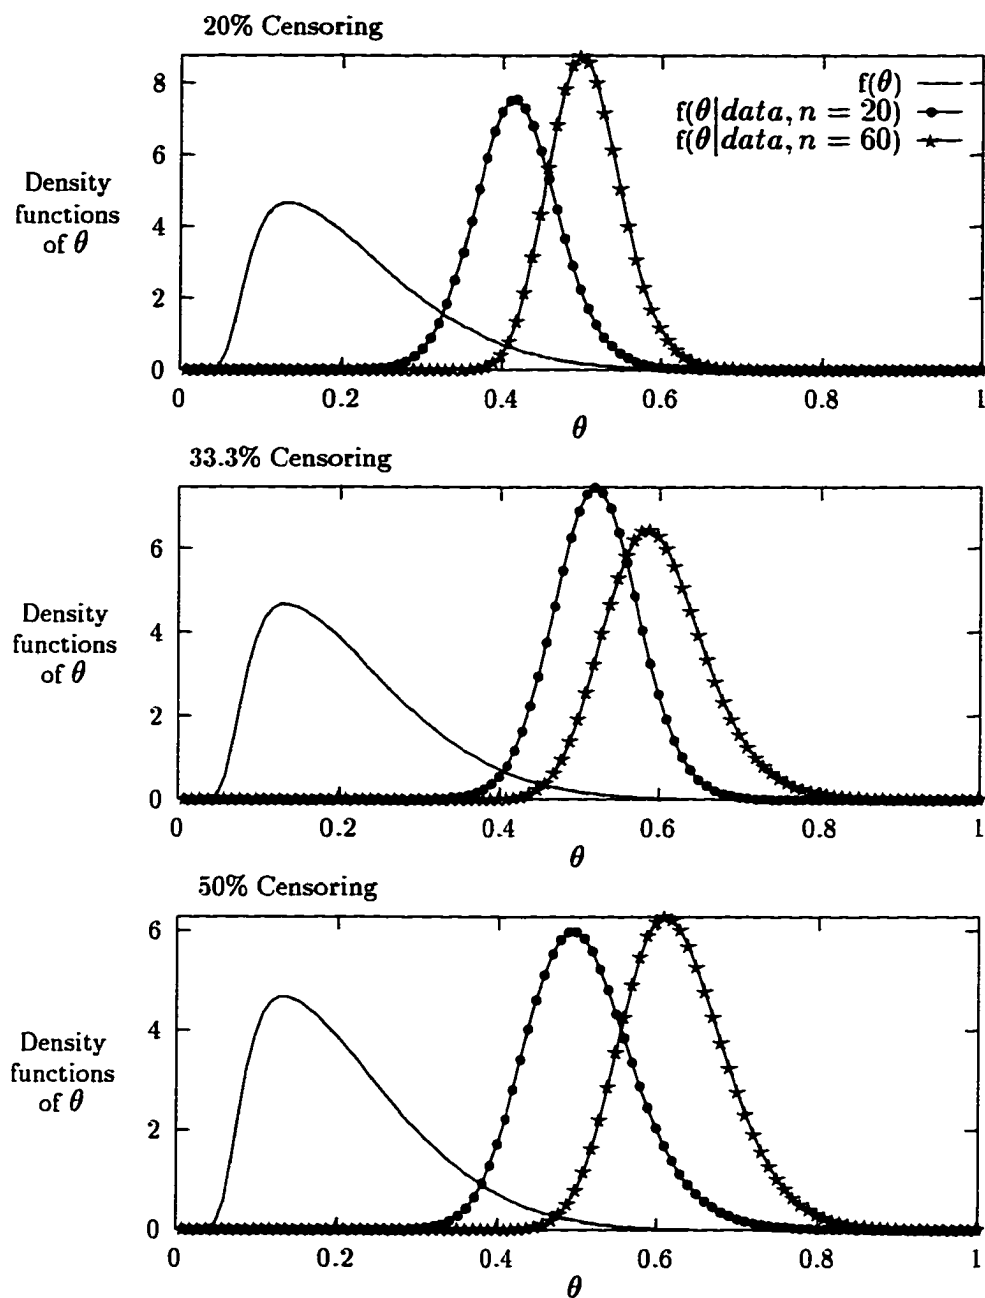 20% Censoring
8
6
4
2
0
Density
functions
of θ
f(θ)
f(θ|data, n = 20)
f(θ|data, n = 60)
0 0.2 0.4 0.6 0.8 1
θ
33.3% Censoring
6
4
2
0
Density
functions
of θ
0 0.2 0.4 0.6 0.8 1
θ
50% Censoring
6
4
2
0
Density
functions
of θ
0 0.2 0.4 0.6 0.8 1
θ